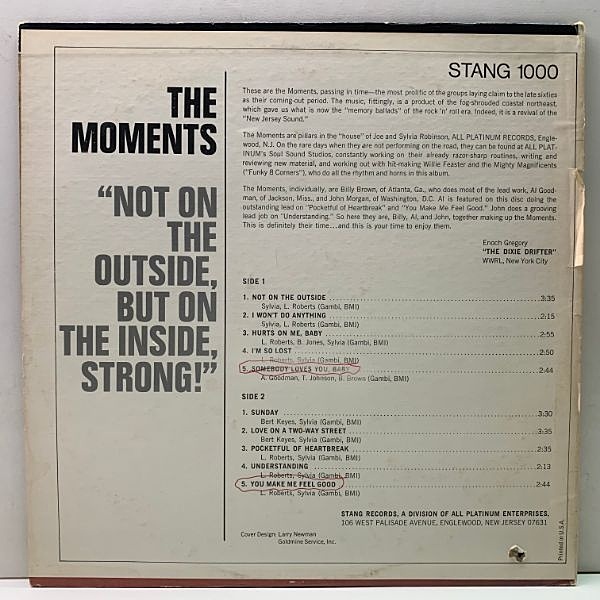 STANG 1000
THE
MOMENTS
"NOT ON
THE
OUTSIDE,
BUT ON
THE INSIDE,
STRONG!"
These are the Moments, passing in time—the most prolific of the groups laying claim to the late sixties
as their coming-out period. The music, fittingly, is a product of the fog-shrouded coastal northeast,
which gave us what is now the "memory ballads" of the rock 'n' roll era. Indeed, it is a revival of the
"New Jersey Sound."
The Moments are pillars in the "house" of Joe and Sylvia Robinson, ALL PLATINUM RECORDS, Engle-
wood, N.J. On the rare days when they are not performing on the road, they can be found at ALL PLAT-
INUM's Soul Sound Studios, constantly working on their already razor-sharp routines, writing and
reviewing new material, and working out with hit-making Willie Feaster and the Mighty Magnificents
("Funky 8 Corners"), who do all the rhythm and horns in this album.
The Moments, individually, are Billy Brown, of Atlanta, Ga., who does most of the lead work, Al Good-
man, of Jackson, Miss., and John Morgan, of Washington, D.C. Al is featured on this disc doing the
outstanding lead on "Pocketful of Heartbreak" and "You Make Me Feel Good." John does a grooving
lead job on "Understanding." So here they are, Billy, Al, and John, together making up the Moments.
This is definitely their time...and this is your time to enjoy them.
Enoch Gregory
"THE DIXIE DRIFTER"
WWRL, New York City
SIDE 1
1. NOT ON THE OUTSIDE 3:35
Sylvia, L. Roberts (Gambi, BMI)
2. I WON'T DO ANYTHING 2:15
Sylvia, L. Roberts (Gambi, BMI)
3. HURTS ON ME, BABY 2:55
L. Roberts, B. Jones, Sylvia (Gambi, BMI)
4. I'M SO LOST 2:50
L. Roberts, Sylvia (Gambi, BMI)
5. SOMEBODY LOVES YOU, BABY 2:44
A. Goodman, T. Johnson, B. Brown (Gambi, BMI)
SIDE 2
1. SUNDAY 3:30
Bert Keyes, Sylvia (Gambi, BMI)
2. LOVE ON A TWO-WAY STREET 3:35
Bert Keyes, Sylvia (Gambi, BMI)
3. POCKETFUL OF HEARTBREAK 2:35
L. Roberts, Sylvia (Gambi, BMI)
4. UNDERSTANDING 2:13
L. Roberts, Sylvia (Gambi, BMI)
5. YOU MAKE ME FEEL GOOD 2:44
L. Roberts, Sylvia (Gambi, BMI)
STANG RECORDS, A DIVISION OF ALL PLATINUM ENTERPRISES,
106 WEST PALISADE AVENUE, ENGLEWOOD, NEW JERSEY 07631
Cover Design: Larry Newman
Goldmine Service, Inc.
Printed in U.S.A.